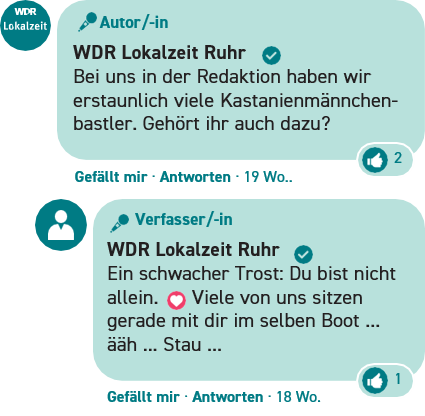 WDR
Lokalzeit
Autor/-in
WDR Lokalzeit Ruhr
Bei uns in der Redaktion haben wir
erstaunlich viele Kastanienmännchen-
bastler. Gehört ihr auch dazu?
2
Gefällt mir · Antworten · 19 Wo..
Verfasser/-in
WDR Lokalzeit Ruhr
Ein schwacher Trost: Du bist nicht
allein. Viele von uns sitzen
gerade mit dir im selben Boot ...
ääh ... Stau ...
1
Gefällt mir · Antworten · 18 Wo.